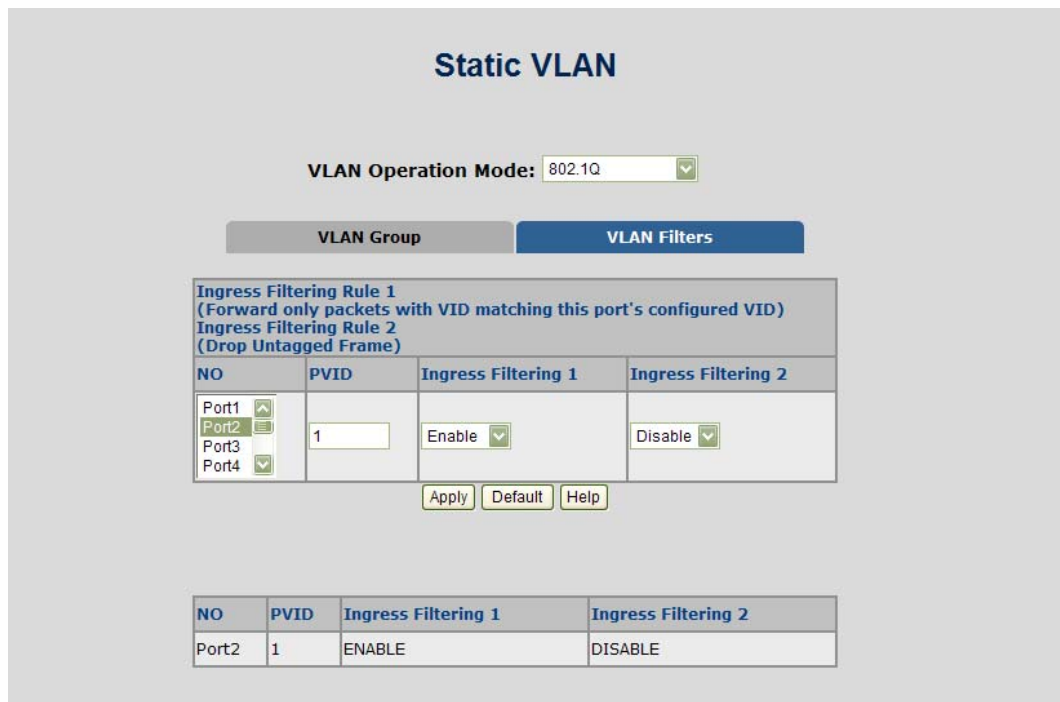 Static VLAN
VLAN Operation Mode: 802.1Q
VLAN Group VLAN Filters
Ingress Filtering Rule 1
(Forward only packets with VID matching this port's configured VID)
Ingress Filtering Rule 2
(Drop Untagged Frame)
NO PVID Ingress Filtering 1 Ingress Filtering 2
Port1
Port2
Port3
Port4
1 Enable Disable
Apply Default Help
NO PVID Ingress Filtering 1 Ingress Filtering 2
Port2 1 ENABLE DISABLE